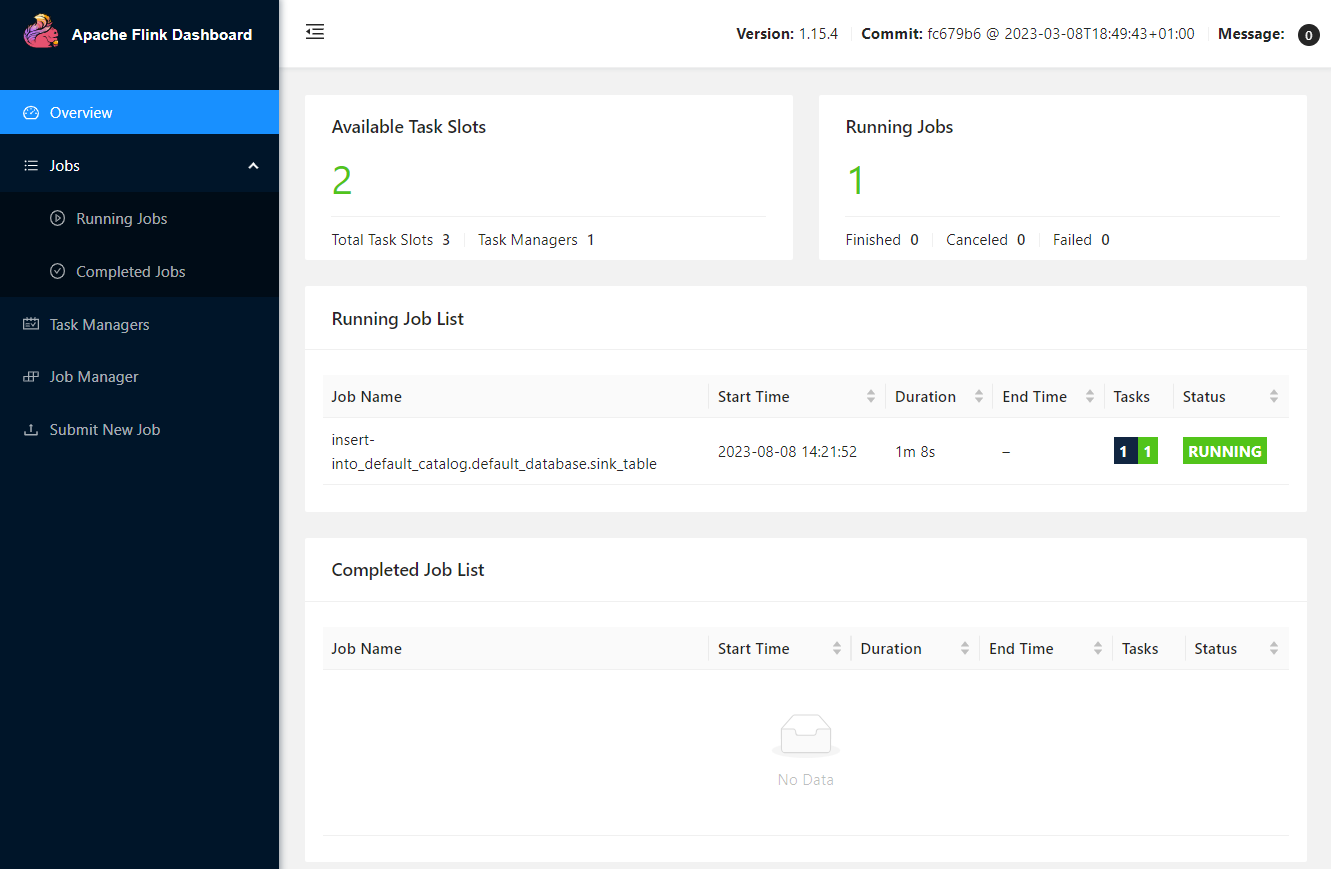 Apache Flink Dashboard
Version: 1.15.4 Commit: fc679b6 @ 2023-03-08T18:49:43+01:00 Message: 0
Overview
Jobs
Running Jobs
Completed Jobs
Task Managers
Job Manager
Submit New Job
Available Task Slots
2
Total Task Slots 3 Task Managers 1
Running Jobs
1
Finished 0 Canceled 0 Failed 0
Running Job List
Job Name Start Time Duration End Time Tasks Status
insert-
into_default_catalog.default_database.sink_table 2023-08-08 14:21:52 1m 8s – 1 1 RUNNING
Completed Job List
Job Name Start Time Duration End Time Tasks Status
No Data